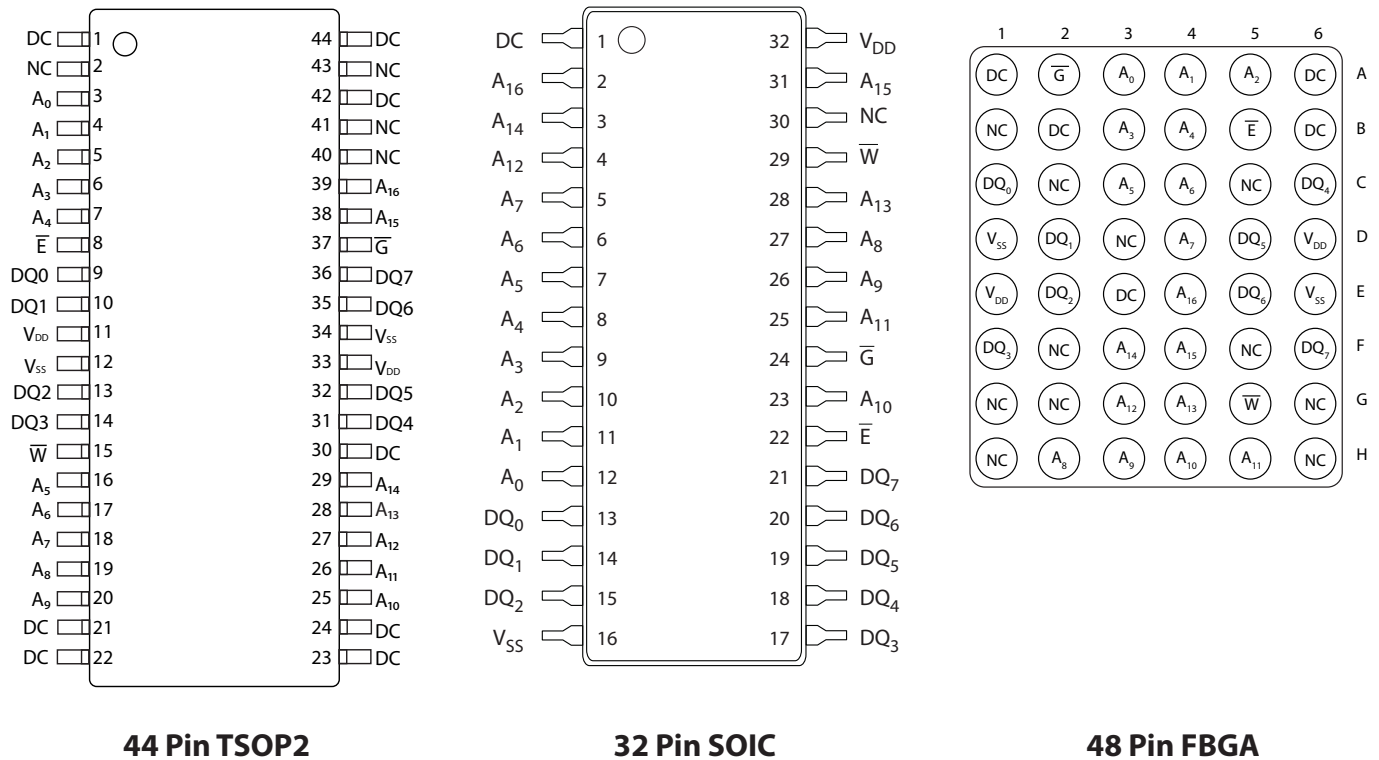 DC 1 44 DC
NC 2 43 NC
A0 3 42 DC
A1 4 41 NC
A2 5 40 NC
A3 6 39 A16
A4 7 38 A15
E̅ 8 37 G̅
DQ0 9 36 DQ7
DQ1 10 35 DQ6
VDD 11 34 VSS
VSS 12 33 VDD
DQ2 13 32 DQ5
DQ3 14 31 DQ4
W̅ 15 30 DC
A5 16 29 A14
A6 17 28 A13
A7 18 27 A12
A8 19 26 A11
A9 20 25 A10
DC 21 24 DC
DC 22 23 DC
44 Pin TSOP2
DC 1 32 VDD
A16 2 31 A15
A14 3 30 NC
A12 4 29 W̅
A7 5 28 A13
A6 6 27 A8
A5 7 26 A9
A4 8 25 A11
A3 9 24 G̅
A2 10 23 A10
A1 11 22 E̅
A0 12 21 DQ7
DQ0 13 20 DQ6
DQ1 14 19 DQ5
DQ2 15 18 DQ4
VSS 16 17 DQ3
32 Pin SOIC
1 2 3 4 5 6
DC G̅ A0 A1 A2 DC A
NC DC A3 A4 E̅ DC B
DQ0 NC A5 A6 NC DQ4 C
VSS DQ1 NC A7 DQ5 VDD D
VDD DQ2 DC A16 DQ6 VSS E
DQ3 NC A14 A15 NC DQ7 F
NC NC A12 A13 W̅ NC G
NC A8 A9 A10 A11 NC H
48 Pin FBGA